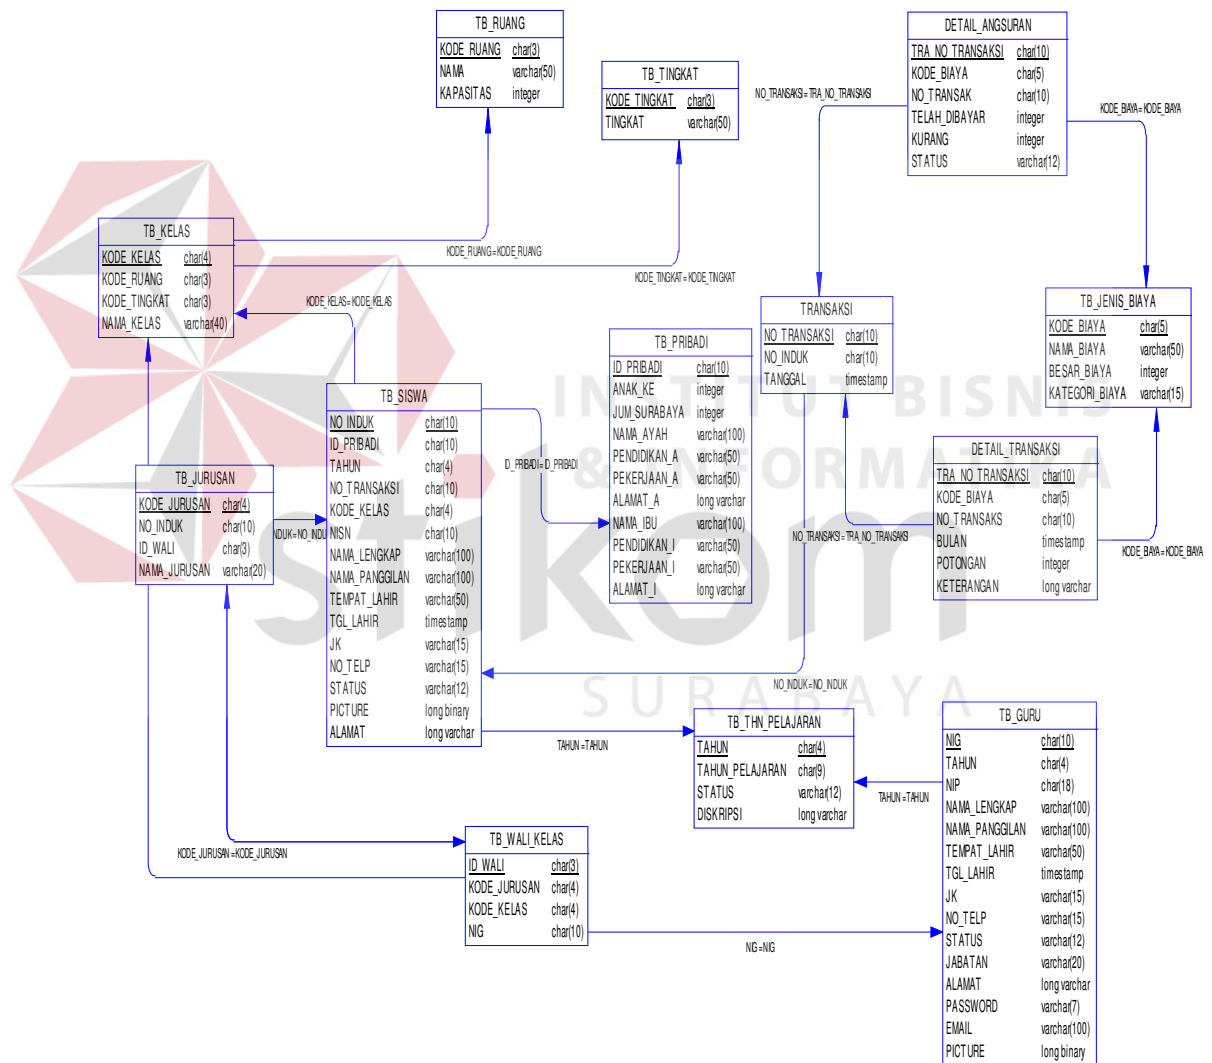 TB_RUANG
KODE_RUANG char(3)
NAMA varchar(50)
KAPASITAS integer
TB_TINGKAT
KODE_TINGKAT char(3)
TINGKAT varchar(50)
DETAIL_ANGSURAN
TRA_NO_TRANSAKSI char(10)
KODE_BIAYA char(5)
NO_TRANSAK char(10)
TELAH_DIBAYAR integer
KURANG integer
STATUS varchar(12)
NO_TRANSAKSI = TRA_NO_TRANSAKSI
KODE_BIAYA = KODE_BIAYA
TB_KELAS
KODE_KELAS char(4)
KODE_RUANG char(3)
KODE_TINGKAT char(3)
NAMA_KELAS varchar(40)
KODE_RUANG = KODE_RUANG
KODE_TINGKAT = KODE_TINGKAT
KODE_KELAS = KODE_KELAS
TRANSAKSI
NO_TRANSAKSI char(10)
NO_INDUK char(10)
TANGGAL timestamp
TB_JENIS_BIAYA
KODE_BIAYA char(5)
NAMA_BIAYA varchar(50)
BESAR_BIAYA integer
KATEGORI_BIAYA varchar(15)
TB_PRIBADI
ID_PRIBADI char(10)
ANAK_KE integer
JUM_SURABAYA integer
NAMA_AYAH varchar(100)
PENDIDIKAN_A varchar(50)
PEKERJAAN_A varchar(50)
ALAMAT_A long varchar
NAMA_IBU varchar(100)
PENDIDIKAN_I varchar(50)
PEKERJAAN_I varchar(50)
ALAMAT_I long varchar
TB_SISWA
NO_INDUK char(10)
ID_PRIBADI char(10)
TAHUN char(4)
NO_TRANSAKSI char(10)
KODE_KELAS char(4)
NISN char(10)
NAMA_LENGKAP varchar(100)
NAMA_PANGGILAN varchar(100)
TEMPAT_LAHIR varchar(50)
TGL_LAHIR timestamp
JK varchar(15)
NO_TELP varchar(15)
STATUS varchar(12)
PICTURE long binary
ALAMAT long varchar
ID_PRIBADI = ID_PRIBADI
TB_JURUSAN
KODE_JURUSAN char(4)
NO_INDUK char(10)
ID_WALI char(3)
NAMA_JURUSAN varchar(20)
NDUK = NO_INDU
DETAIL_TRANSAKSI
TRA_NO_TRANSAKSI char(10)
KODE_BIAYA char(5)
NO_TRANSAKS char(10)
BULAN timestamp
POTONGAN integer
KETERANGAN long varchar
NO_TRANSAKSI = TRA_NO_TRANSAKSI
KODE_BIAYA = KODE_BIAYA
INSTITUT BISNIS
& INFORMATIKA
stikom
SURABAYA
NO_INDUK = NO_INDUK
TAHUN = TAHUN
TB_THN_PELAJARAN
TAHUN char(4)
TAHUN_PELAJARAN char(9)
STATUS varchar(12)
DISKRIPSI long varchar
TAHUN = TAHUN
TB_GURU
NIG char(10)
TAHUN char(4)
NIP char(18)
NAMA_LENGKAP varchar(100)
NAMA_PANGGILAN varchar(100)
TEMPAT_LAHIR varchar(50)
TGL_LAHIR timestamp
JK varchar(15)
NO_TELP varchar(15)
STATUS varchar(12)
JABATAN varchar(20)
ALAMAT long varchar
PASSWORD varchar(7)
EMAIL varchar(100)
PICTURE long binary
KODE_JURUSAN = KODE_JURUSAN
TB_WALI_KELAS
ID_WALI char(3)
KODE_JURUSAN char(4)
KODE_KELAS char(4)
NIG char(10)
NIG = NIG